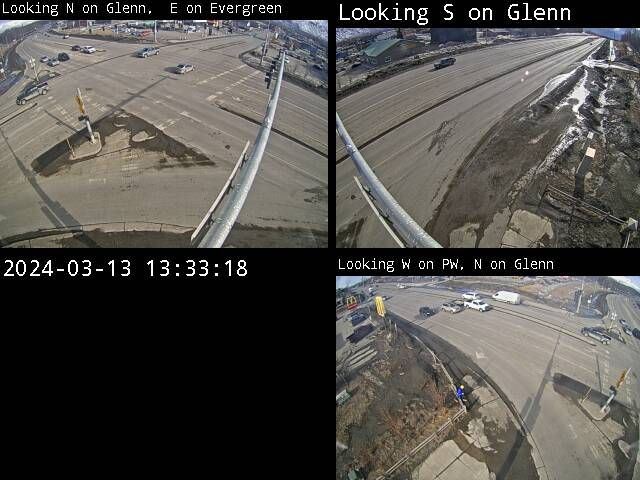 Looking N on Glenn,  E on Evergreen
Looking S on Glenn
2024-03-13 13:33:18
Looking W on PW, N on Glenn